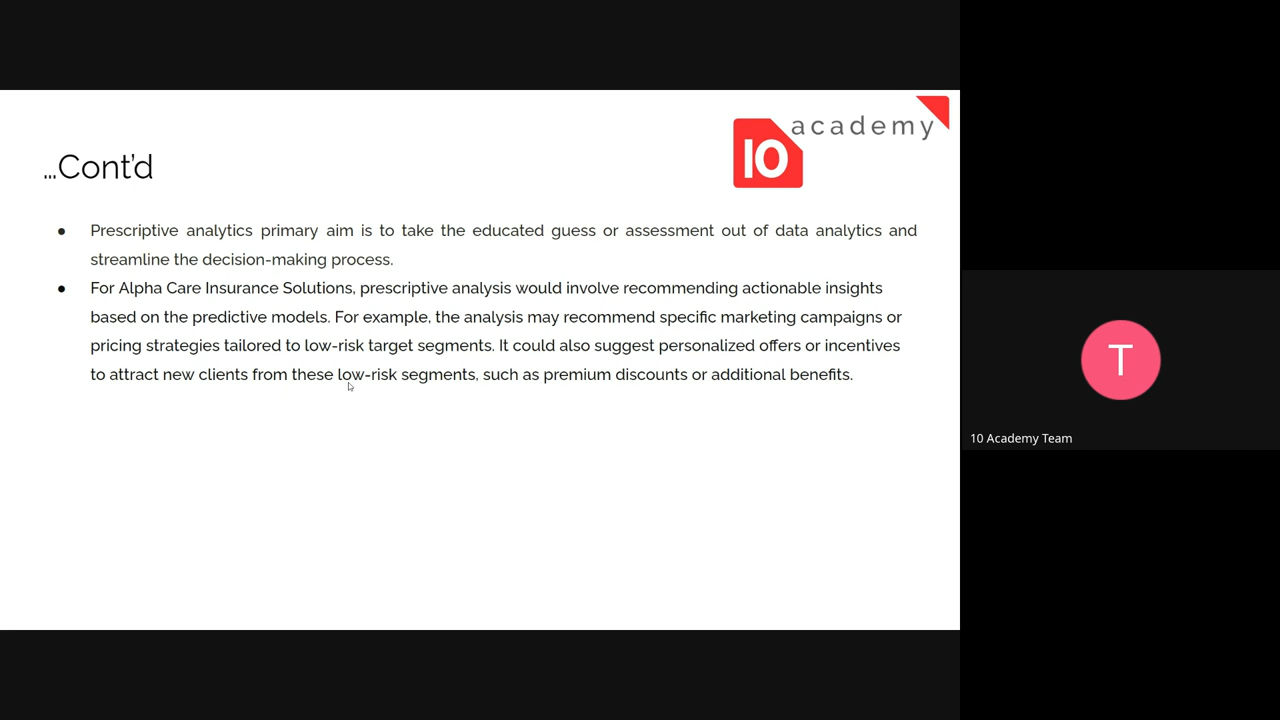 academy
10
...Cont'd
● Prescriptive analytics primary aim is to take the educated guess or assessment out of data analytics and
streamline the decision-making process.
● For Alpha Care Insurance Solutions, prescriptive analysis would involve recommending actionable insights
based on the predictive models. For example, the analysis may recommend specific marketing campaigns or
pricing strategies tailored to low-risk target segments. It could also suggest personalized offers or incentives
to attract new clients from these low-risk segments, such as premium discounts or additional benefits.
T
10 Academy Team